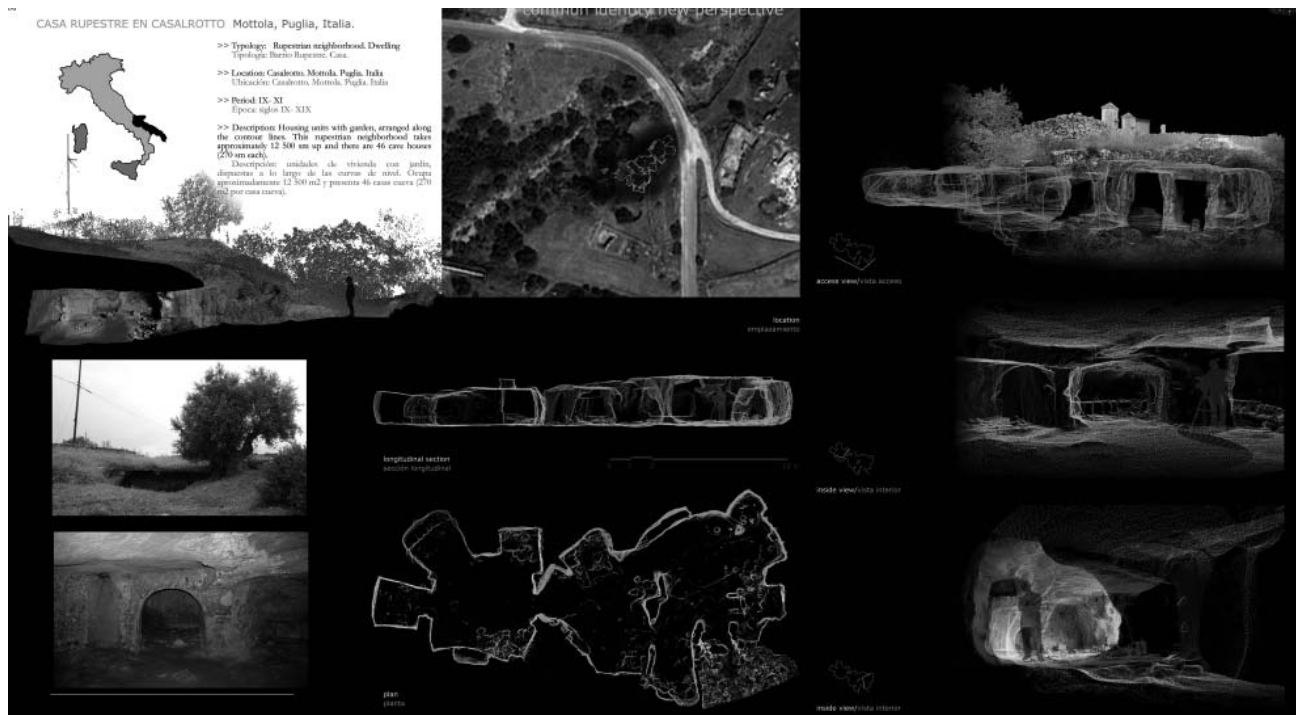 CASA RUPESTRE EN CASALROTTO Mottola, Puglia, Italia.
common identity new perspective
>> Typology: Rupestrian neighborhood. Dwelling
Tipología: Barrio Rupestre. Casa.
>> Location: Casalrotto. Mottola. Puglia. Italia
Ubicación: Casalrotto. Mottola. Puglia. Italia
>> Period: IX- XI
Época: siglos IX- XIX
>> Description: Housing units with garden, arranged along
the contour lines. This rupestrian neighborhood takes
approximately 12 500 sm up and there are 46 cave houses
(270 sm each).
Descripción: unidades de vivienda con jardín,
dispuestas a lo largo de las curvas de nivel. Ocupa
aproximadamente 12 500 m2 y presenta 46 casas cueva (270
m2 por casa cueva).
access view/vista acceso
location
emplazamiento
longitudinal section
sección longitudinal
inside view/vista interior
plan
planta
inside view/vista interior